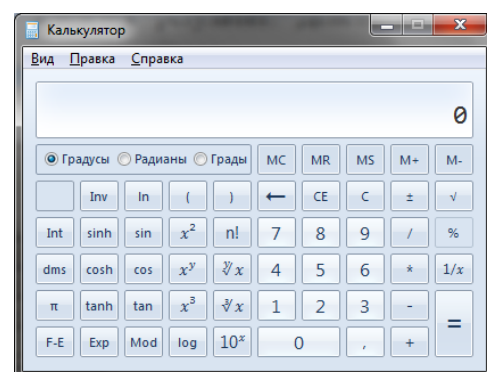 Калькулятор
Вид Правка Справка
0
Градусы Радианы Грады MC MR MS M+ M-
Inv ln ( ) ← CE C ± √
Int sinh sin x² n! 7 8 9 / %
dms cosh cos xʸ ʸ√x 4 5 6 * 1/x
π tanh tan x³ ³√x 1 2 3 - =
F-E Exp Mod log 10ˣ 0 , +